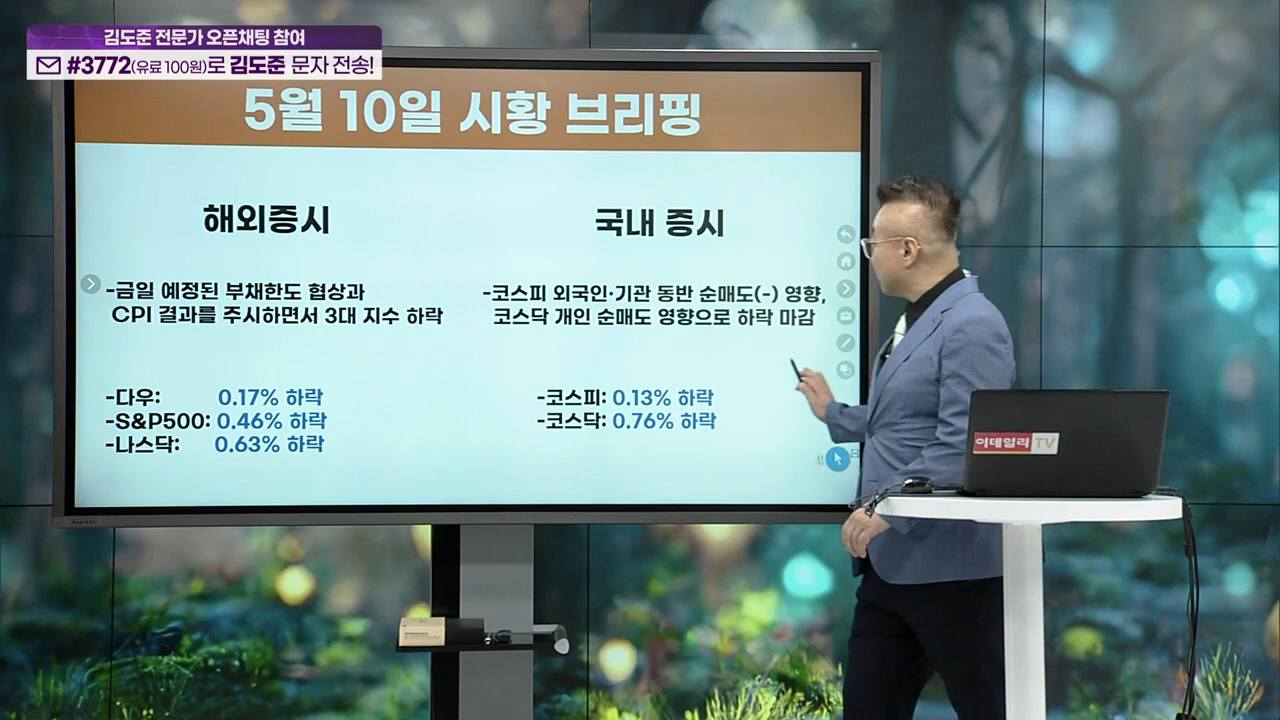 김도준 전문가 오픈채팅 참여
#3772(유료 100원)로 김도준 문자 전송!
5월 10일 시황 브리핑
해외증시
-금일 예정된 부채한도 협상과
CPI 결과를 주시하면서 3대 지수 하락
-다우: 0.17% 하락
-S&P500: 0.46% 하락
-나스닥: 0.63% 하락
국내 증시
-코스피 외국인·기관 동반 순매도(-) 영향,
코스닥 개인 순매도 영향으로 하락 마감
-코스피: 0.13% 하락
-코스닥: 0.76% 하락
이데일리TV